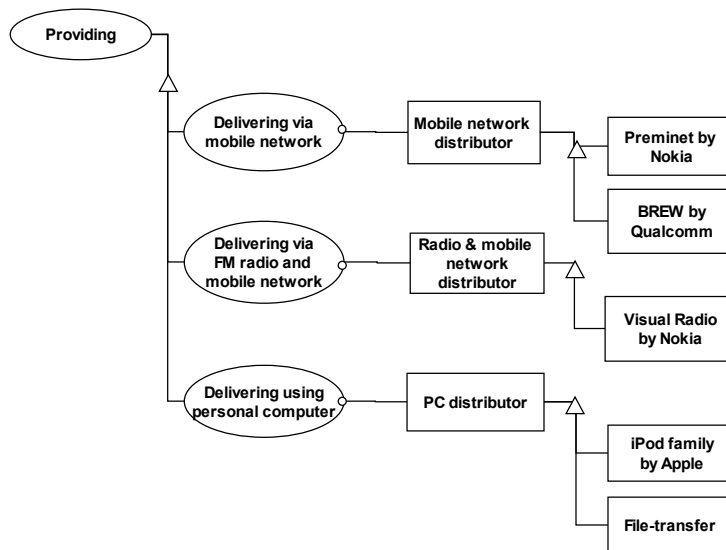 Providing
Delivering via
mobile network
Mobile network
distributor
Preminet by
Nokia
BREW by
Qualcomm
Delivering via
FM radio and
mobile network
Radio & mobile
network
distributor
Visual Radio
by Nokia
Delivering using
personal computer
PC distributor
iPod family
by Apple
File-transfer